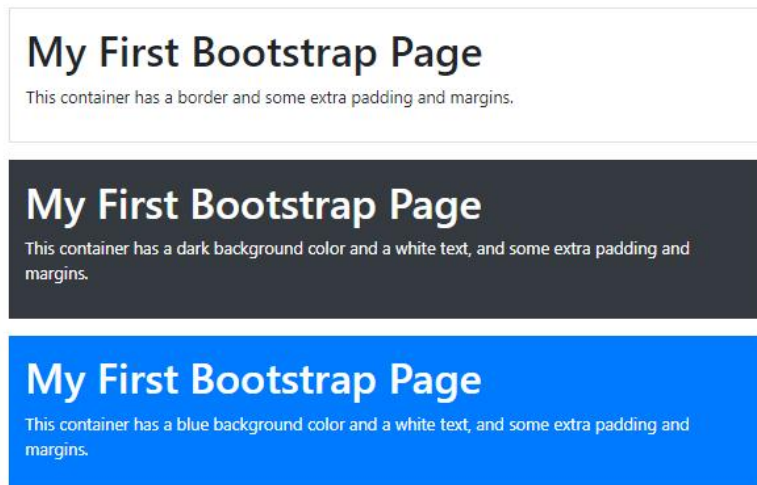 My First Bootstrap Page
This container has a border and some extra padding and margins.
My First Bootstrap Page
This container has a dark background color and a white text, and some extra padding and
margins.
My First Bootstrap Page
This container has a blue background color and a white text, and some extra padding and
margins.